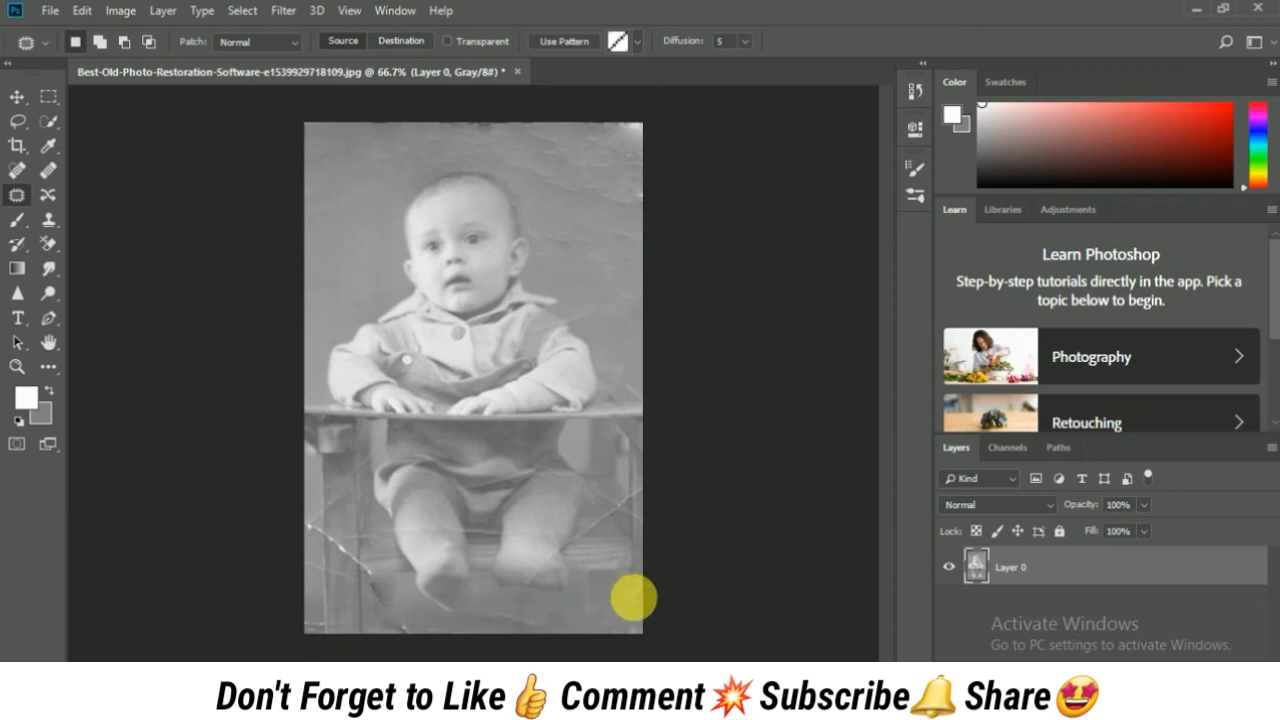 Ps File Edit Image Layer Type Select Filter 3D View Window Help
Patch: Normal Source Destination Transparent Use Pattern Diffusion: 5
Best-Old-Photo-Restoration-Software-e1539929718109.jpg @ 66.7% (Layer 0, Gray/8#) * ×
Color Swatches
Learn Libraries Adjustments
Learn Photoshop
Step-by-step tutorials directly in the app. Pick a
topic below to begin.
Photography
Retouching
Layers Channels Paths
Kind
Normal Opacity: 100%
Lock: Fill: 100%
Layer 0
Activate Windows
Go to PC settings to activate Windows.
Don't Forget to Like👍 Comment💥 Subscribe🔔 Share🤩